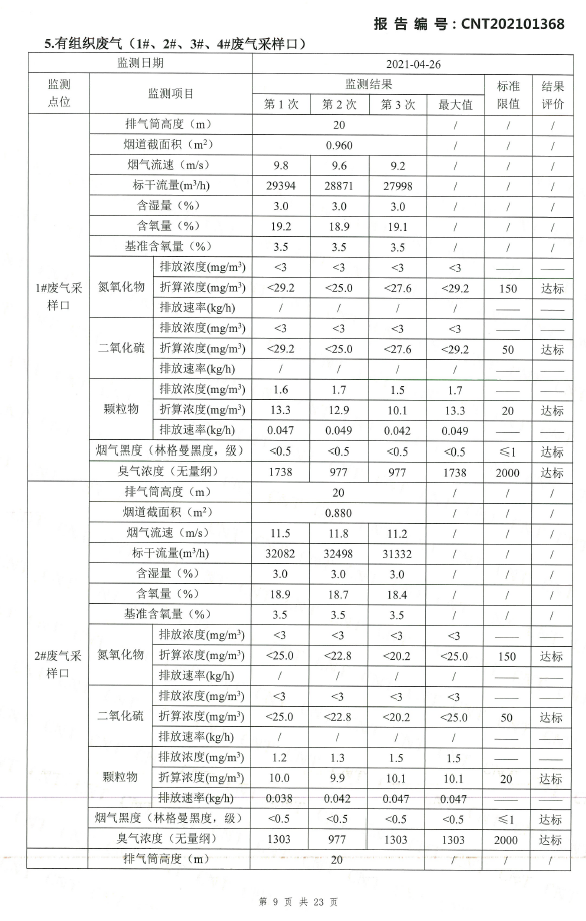 报告编号:CNT202101368
5.有组织废气（1#、2#、3#、4#废气采样口）
监测日期 2021-04-26
监测点位 监测项目 监测结果 标准限值 结果评价
第 1 次 第 2 次 第 3 次 最大值
1#废气采样口 排气筒高度（m） 20 / / /
烟道截面积（m²） 0.960 / / /
烟气流速（m/s） 9.8 9.6 9.2 / / /
标干流量(m³/h) 29394 28871 27998 / / /
含湿量（%） 3.0 3.0 3.0 / / /
含氧量（%） 19.2 18.9 19.1 / / /
基准含氧量（%） 3.5 3.5 3.5 / / /
氮氧化物 排放浓度(mg/m³) <3 <3 <3 <3 —— ——
折算浓度(mg/m³) <29.2 <25.0 <27.6 <29.2 150 达标
排放速率(kg/h) / / / / —— ——
二氧化硫 排放浓度(mg/m³) <3 <3 <3 <3 —— ——
折算浓度(mg/m³) <29.2 <25.0 <27.6 <29.2 50 达标
排放速率(kg/h) / / / / —— ——
颗粒物 排放浓度(mg/m³) 1.6 1.7 1.5 1.7 —— ——
折算浓度(mg/m³) 13.3 12.9 10.1 13.3 20 达标
排放速率(kg/h) 0.047 0.049 0.042 0.049 —— ——
烟气黑度（林格曼黑度，级） <0.5 <0.5 <0.5 <0.5 ≤1 达标
臭气浓度（无量纲） 1738 977 977 1738 2000 达标
2#废气采样口 排气筒高度（m） 20 / / /
烟道截面积（m²） 0.880 / / /
烟气流速（m/s） 11.5 11.8 11.2 / / /
标干流量(m³/h) 32082 32498 31332 / / /
含湿量（%） 3.0 3.0 3.0 / / /
含氧量（%） 18.9 18.7 18.4 / / /
基准含氧量（%） 3.5 3.5 3.5 / / /
氮氧化物 排放浓度(mg/m³) <3 <3 <3 <3 —— ——
折算浓度(mg/m³) <25.0 <22.8 <20.2 <25.0 150 达标
排放速率(kg/h) / / / / —— ——
二氧化硫 排放浓度(mg/m³) <3 <3 <3 <3 —— ——
折算浓度(mg/m³) <25.0 <22.8 <20.2 <25.0 50 达标
排放速率(kg/h) / / / / —— ——
颗粒物 排放浓度(mg/m³) 1.2 1.3 1.5 1.5 —— ——
折算浓度(mg/m³) 10.0 9.9 10.1 10.1 20 达标
排放速率(kg/h) 0.038 0.042 0.047 0.047 —— ——
烟气黑度（林格曼黑度，级） <0.5 <0.5 <0.5 <0.5 ≤1 达标
臭气浓度（无量纲） 1303 977 1303 1303 2000 达标
排气筒高度（m） 20 / / /
第 9 页 共 23 页